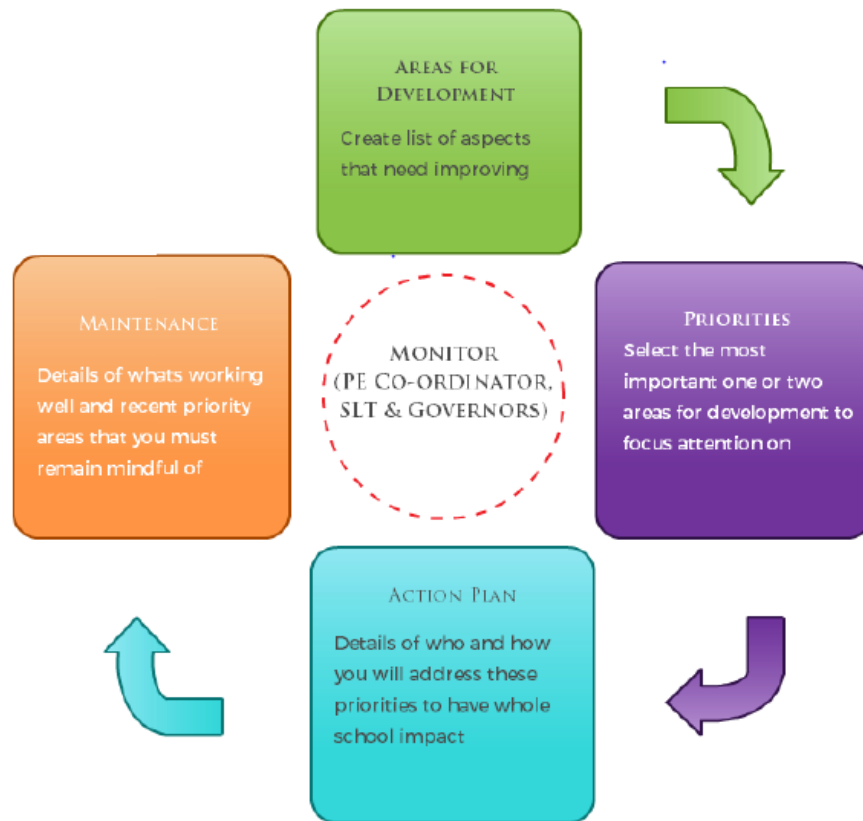 AREAS FOR
DEVELOPMENT
Create list of aspects
that need improving
PRIORITIES
Select the most
important one or two
areas for development to
focus attention on
ACTION PLAN
Details of who and how
you will address these
priorities to have whole
school impact
MAINTENANCE
Details of whats working
well and recent priority
areas that you must
remain mindful of
MONITOR
(PE CO-ORDINATOR,
SLT & GOVERNORS)